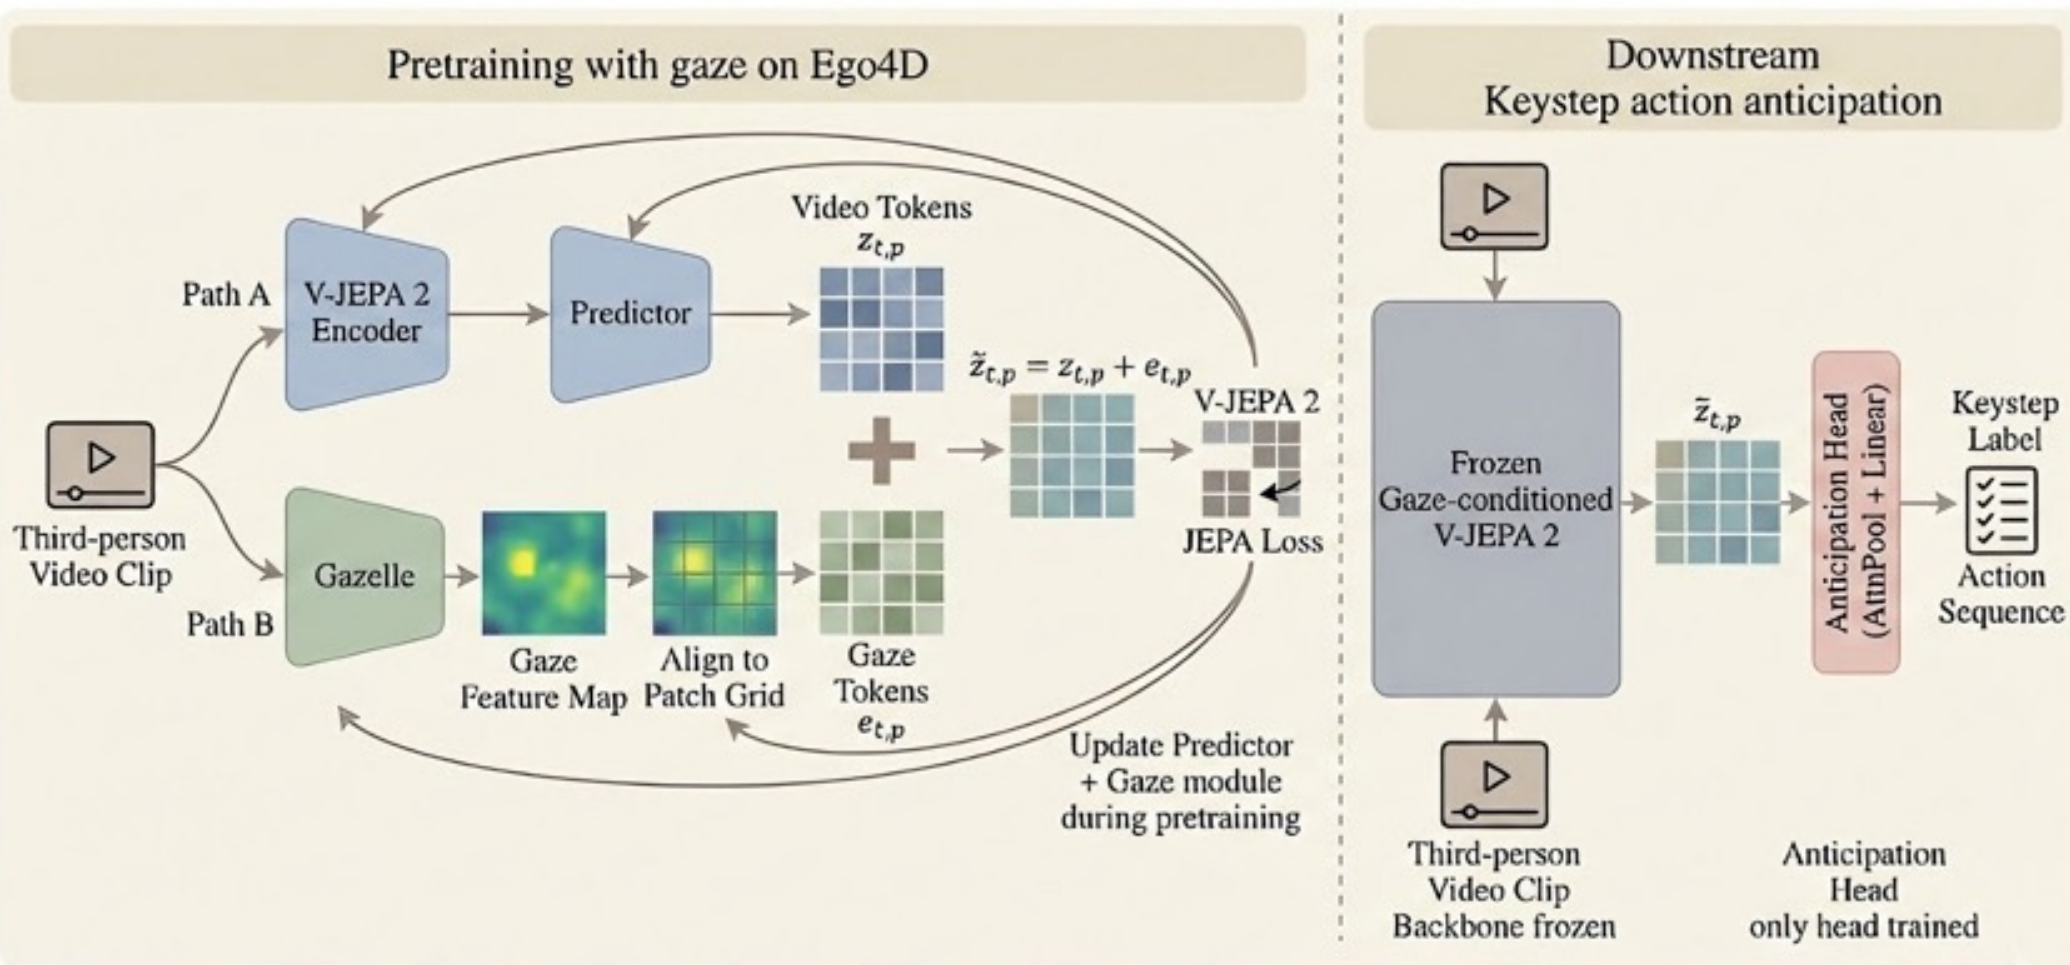 Pretraining with gaze on Ego4D
Path A
V-JEPA 2
Encoder
Predictor
Video Tokens
z_{t,p}
Third-person
Video Clip
Path B
Gazelle
Gaze
Feature Map
Align to
Patch Grid
Gaze
Tokens
e_{t,p}
z̃_{t,p} = z_{t,p} + e_{t,p}
V-JEPA 2
JEPA Loss
Update Predictor
+ Gaze module
during pretraining
Downstream
Keystep action anticipation
Frozen
Gaze-conditioned
V-JEPA 2
z̃_{t,p}
Anticipation Head
(AttnPool + Linear)
Keystep
Label
Action
Sequence
Third-person
Video Clip
Backbone frozen
Anticipation
Head
only head trained